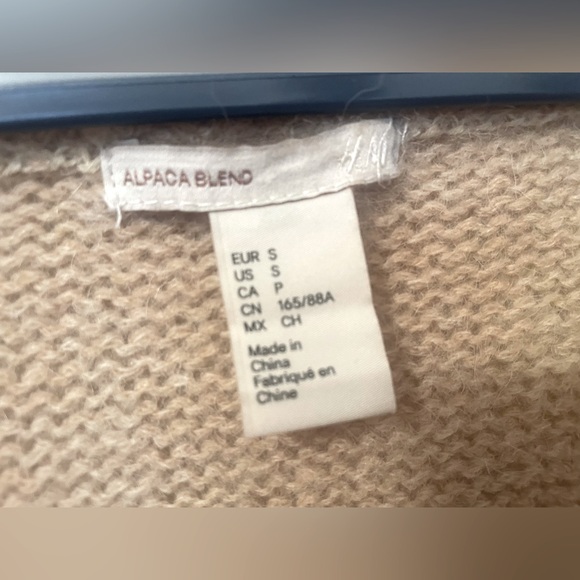 ALPACA BLEND
H&M
EUR S
US S
CA P
CN 165/88A
MX CH
Made in
China
Fabriqué en
Chine